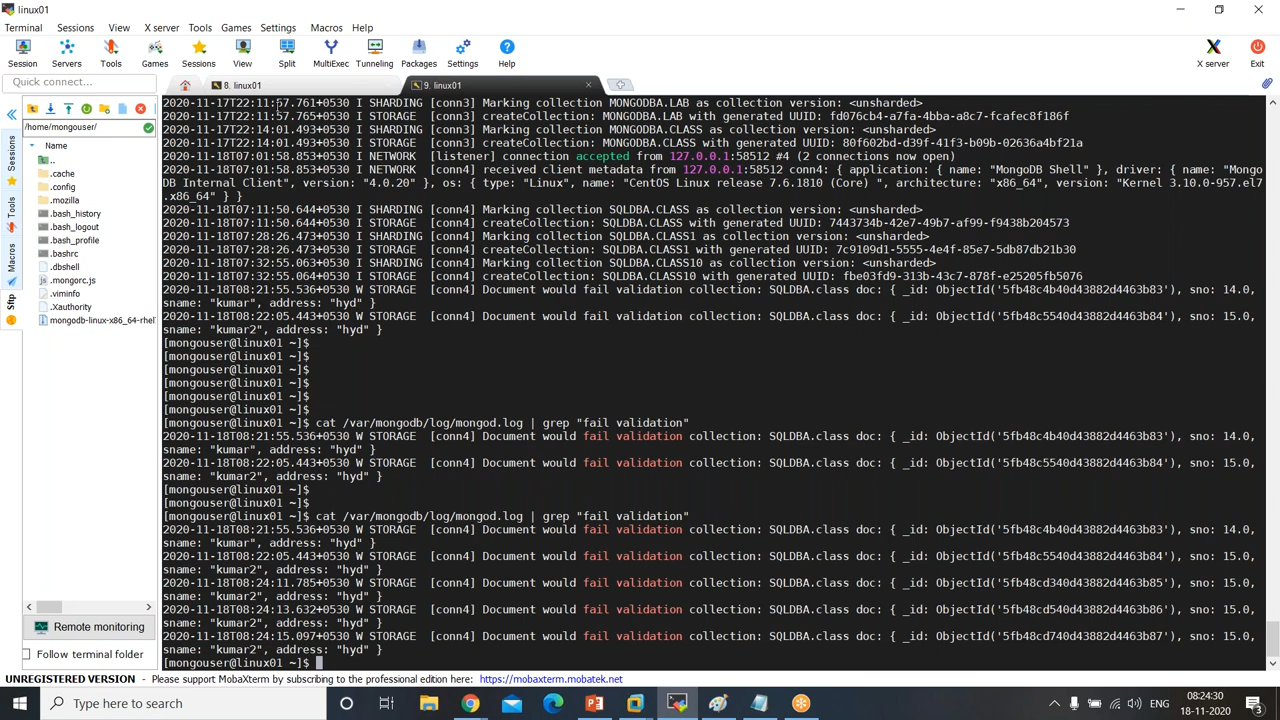 linux01
Terminal Sessions View X server Tools Games Settings Macros Help
Session Servers Tools Games Sessions View Split MultiExec Tunneling Packages Settings Help X server Exit
Quick connect...
8. linux01
9. linux01
/home/mongouser/
Name
..
.cache
.config
.mozilla
.bash_history
.bash_logout
.bash_profile
.bashrc
.dbshell
.mongorc.js
.viminfo
.Xauthority
mongodb-linux-x86_64-rhel
Sessions
Tools
Macros
Sftp
Remote monitoring
Follow terminal folder
2020-11-17T22:11:57.761+0530 I SHARDING [conn3] Marking collection MONGODBA.LAB as collection version: <unsharded>
2020-11-17T22:11:57.765+0530 I STORAGE  [conn3] createCollection: MONGODBA.LAB with generated UUID: fd076cb4-a7fa-4bba-a8c7-fcafec8f186f
2020-11-17T22:14:01.493+0530 I SHARDING [conn3] Marking collection MONGODBA.CLASS as collection version: <unsharded>
2020-11-17T22:14:01.493+0530 I STORAGE  [conn3] createCollection: MONGODBA.CLASS with generated UUID: 80f602bd-d39f-41f3-b09b-02636a4bf21a
2020-11-18T07:01:58.853+0530 I NETWORK  [listener] connection accepted from 127.0.0.1:58512 #4 (2 connections now open)
2020-11-18T07:01:58.853+0530 I NETWORK  [conn4] received client metadata from 127.0.0.1:58512 conn4: { application: { name: "MongoDB Shell" }, driver: { name: "Mongo
DB Internal Client", version: "4.0.20" }, os: { type: "Linux", name: "CentOS Linux release 7.6.1810 (Core) ", architecture: "x86_64", version: "Kernel 3.10.0-957.el7
.x86_64" } }
2020-11-18T07:11:50.644+0530 I SHARDING [conn4] Marking collection SQLDBA.CLASS as collection version: <unsharded>
2020-11-18T07:11:50.644+0530 I STORAGE  [conn4] createCollection: SQLDBA.CLASS with generated UUID: 7443734b-42e7-49b7-af99-f9438b204573
2020-11-18T07:28:26.473+0530 I SHARDING [conn4] Marking collection SQLDBA.CLASS1 as collection version: <unsharded>
2020-11-18T07:28:26.473+0530 I STORAGE  [conn4] createCollection: SQLDBA.CLASS1 with generated UUID: 7c9109d1-5555-4e4f-85e7-5db87db21b30
2020-11-18T07:32:55.063+0530 I SHARDING [conn4] Marking collection SQLDBA.CLASS10 as collection version: <unsharded>
2020-11-18T07:32:55.064+0530 I STORAGE  [conn4] createCollection: SQLDBA.CLASS10 with generated UUID: fbe03fd9-313b-43c7-878f-e25205fb5076
2020-11-18T08:21:55.536+0530 W STORAGE  [conn4] Document would fail validation collection: SQLDBA.class doc: { _id: ObjectId('5fb48c4b40d43882d4463b83'), sno: 14.0,
sname: "kumar", address: "hyd" }
2020-11-18T08:22:05.443+0530 W STORAGE  [conn4] Document would fail validation collection: SQLDBA.class doc: { _id: ObjectId('5fb48c5540d43882d4463b84'), sno: 15.0,
sname: "kumar2", address: "hyd" }
[mongouser@linux01 ~]$
[mongouser@linux01 ~]$
[mongouser@linux01 ~]$
[mongouser@linux01 ~]$
[mongouser@linux01 ~]$
[mongouser@linux01 ~]$
[mongouser@linux01 ~]$ cat /var/mongodb/log/mongod.log | grep "fail validation"
2020-11-18T08:21:55.536+0530 W STORAGE  [conn4] Document would fail validation collection: SQLDBA.class doc: { _id: ObjectId('5fb48c4b40d43882d4463b83'), sno: 14.0,
sname: "kumar", address: "hyd" }
2020-11-18T08:22:05.443+0530 W STORAGE  [conn4] Document would fail validation collection: SQLDBA.class doc: { _id: ObjectId('5fb48c5540d43882d4463b84'), sno: 15.0,
sname: "kumar2", address: "hyd" }
[mongouser@linux01 ~]$
[mongouser@linux01 ~]$
[mongouser@linux01 ~]$ cat /var/mongodb/log/mongod.log | grep "fail validation"
2020-11-18T08:21:55.536+0530 W STORAGE  [conn4] Document would fail validation collection: SQLDBA.class doc: { _id: ObjectId('5fb48c4b40d43882d4463b83'), sno: 14.0,
sname: "kumar", address: "hyd" }
2020-11-18T08:22:05.443+0530 W STORAGE  [conn4] Document would fail validation collection: SQLDBA.class doc: { _id: ObjectId('5fb48c5540d43882d4463b84'), sno: 15.0,
sname: "kumar2", address: "hyd" }
2020-11-18T08:24:11.785+0530 W STORAGE  [conn4] Document would fail validation collection: SQLDBA.class doc: { _id: ObjectId('5fb48cd340d43882d4463b85'), sno: 15.0,
sname: "kumar2", address: "hyd" }
2020-11-18T08:24:13.632+0530 W STORAGE  [conn4] Document would fail validation collection: SQLDBA.class doc: { _id: ObjectId('5fb48cd540d43882d4463b86'), sno: 15.0,
sname: "kumar2", address: "hyd" }
2020-11-18T08:24:15.097+0530 W STORAGE  [conn4] Document would fail validation collection: SQLDBA.class doc: { _id: ObjectId('5fb48cd740d43882d4463b87'), sno: 15.0,
sname: "kumar2", address: "hyd" }
[mongouser@linux01 ~]$
UNREGISTERED VERSION - Please support MobaXterm by subscribing to the professional edition here: https://mobaxterm.mobatek.net
Type here to search
ENG
08:24:30
18-11-2020
3